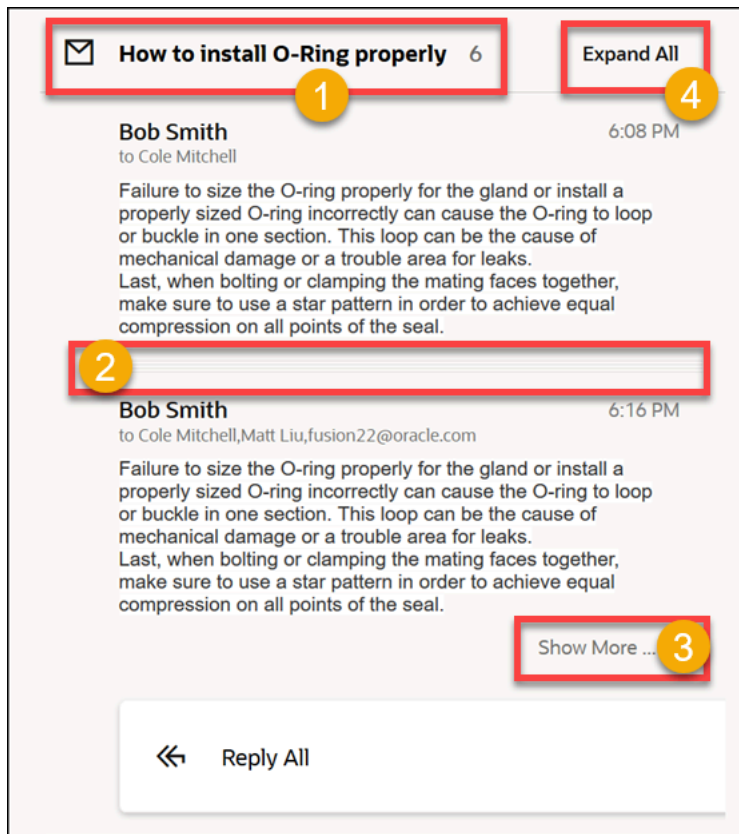 How to install O-Ring properly 6 Expand All
1
4
Bob Smith 6:08 PM
to Cole Mitchell
Failure to size the O-ring properly for the gland or install a
properly sized O-ring incorrectly can cause the O-ring to loop
or buckle in one section. This loop can be the cause of
mechanical damage or a trouble area for leaks.
Last, when bolting or clamping the mating faces together,
make sure to use a star pattern in order to achieve equal
compression on all points of the seal.
2
Bob Smith 6:16 PM
to Cole Mitchell,Matt Liu,fusion22@oracle.com
Failure to size the O-ring properly for the gland or install a
properly sized O-ring incorrectly can cause the O-ring to loop
or buckle in one section. This loop can be the cause of
mechanical damage or a trouble area for leaks.
Last, when bolting or clamping the mating faces together,
make sure to use a star pattern in order to achieve equal
compression on all points of the seal.
Show More ... 3
Reply All